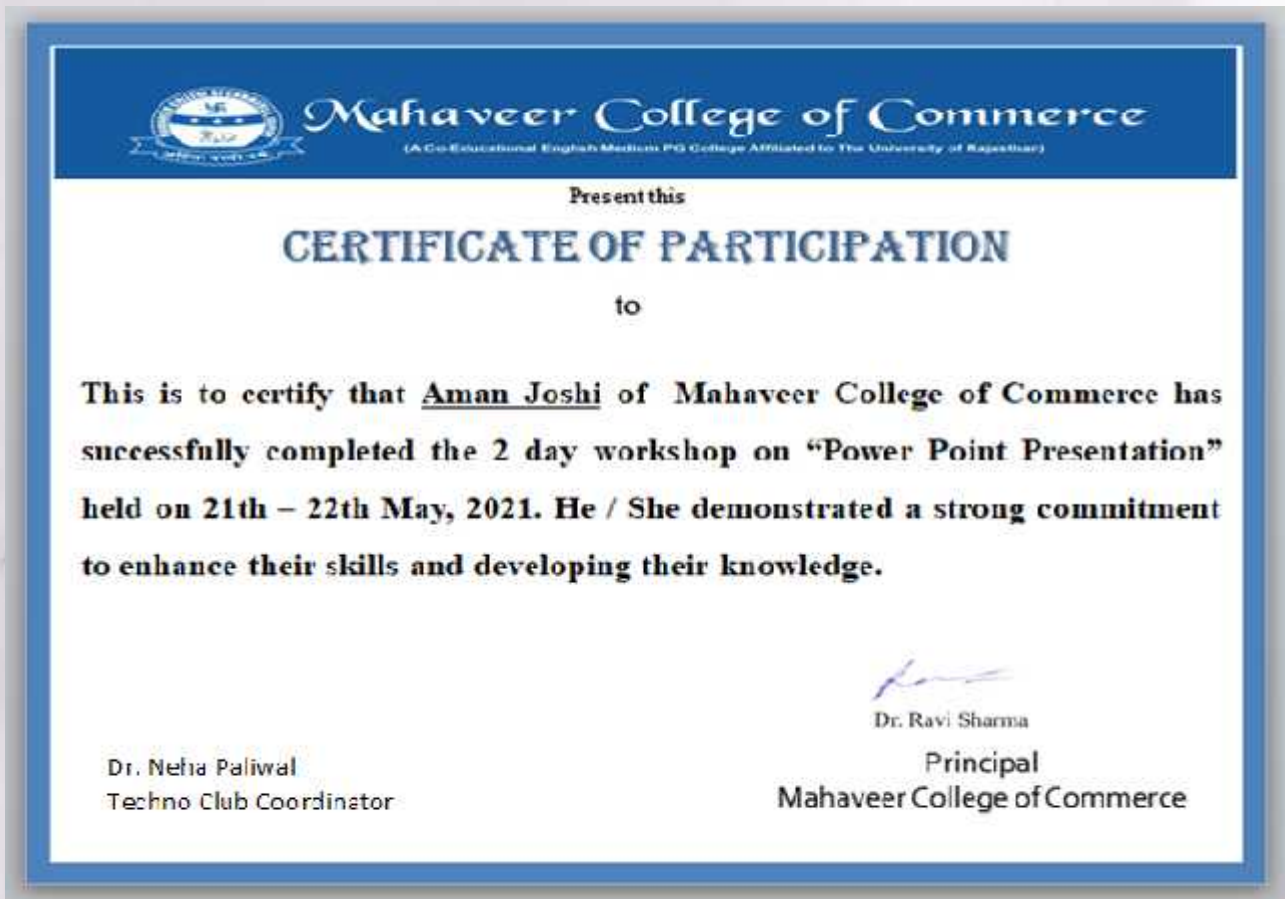 Mahaveer College of Commerce
(A Co-Educational English Medium PG College Affiliated to The University of Rajasthan)
Present this
CERTIFICATE OF PARTICIPATION
to
This is to certify that Aman Joshi of Mahaveer College of Commerce has
successfully completed the 2 day workshop on “Power Point Presentation”
held on 21th – 22th May, 2021. He / She demonstrated a strong commitment
to enhance their skills and developing their knowledge.
Dr. Ravi Sharma
Principal
Mahaveer College of Commerce
Dr. Neha Paliwal
Techno Club Coordinator